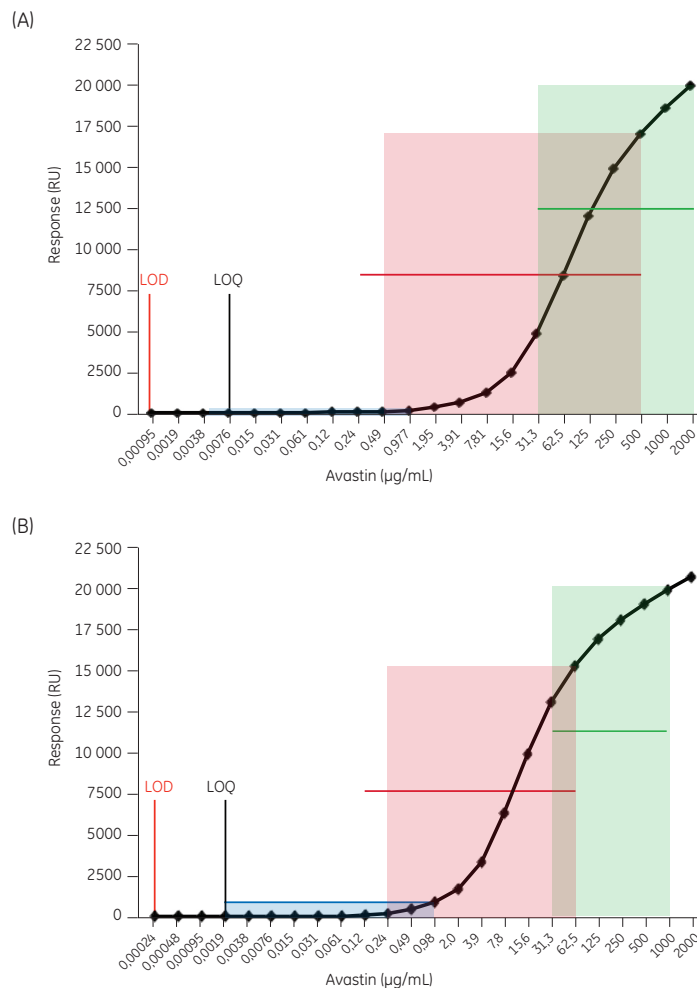 (A)
22 500
20 000
17 500
15 000
12 500
10 000
7500
5000
2500
0
Response (RU)
LOD
LOQ
0,00095 0,0019 0,0038 0,0076 0,015 0,031 0,061 0,12 0,24 0,49 0,977 1,95 3,91 7,81 15,6 31,3 62,5 125 250 500 1000 2000
Avastin (µg/mL)
(B)
22 500
20 000
17 500
15 000
12 500
10 000
7500
5000
2500
0
Response (RU)
LOD
LOQ
0,00024 0,00048 0,00095 0,0019 0,0038 0,0076 0,015 0,031 0,061 0,12 0,24 0,49 0,98 2,0 3,9 7,8 15,6 31,3 62,5 125 250 500 1000 2000
Avastin (µg/mL)